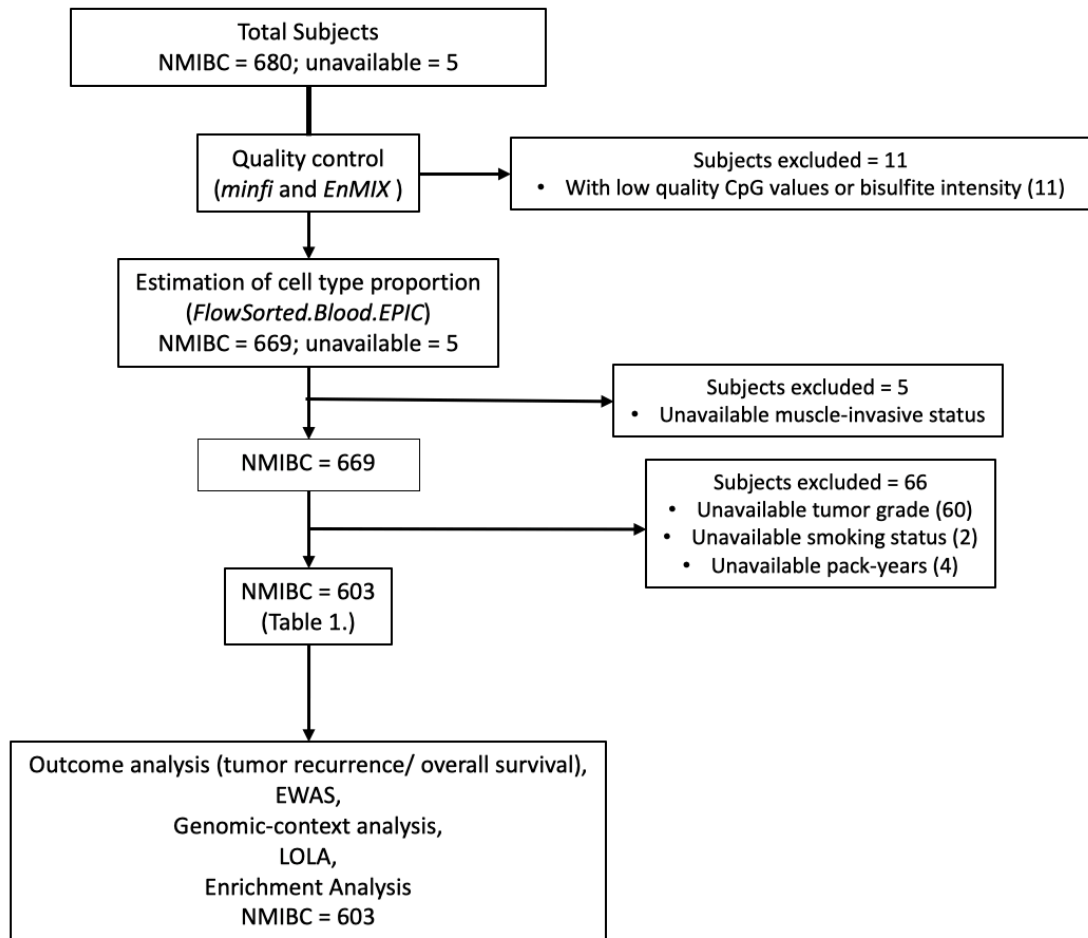 Total Subjects
NMIBC = 680; unavailable = 5
Quality control
(minfi and EnMIX )
Subjects excluded = 11
• With low quality CpG values or bisulfite intensity (11)
Estimation of cell type proportion
(FlowSorted.Blood.EPIC)
NMIBC = 669; unavailable = 5
Subjects excluded = 5
• Unavailable muscle-invasive status
NMIBC = 669
Subjects excluded = 66
• Unavailable tumor grade (60)
• Unavailable smoking status (2)
• Unavailable pack-years (4)
NMIBC = 603
(Table 1.)
Outcome analysis (tumor recurrence/ overall survival),
EWAS,
Genomic-context analysis,
LOLA,
Enrichment Analysis
NMIBC = 603